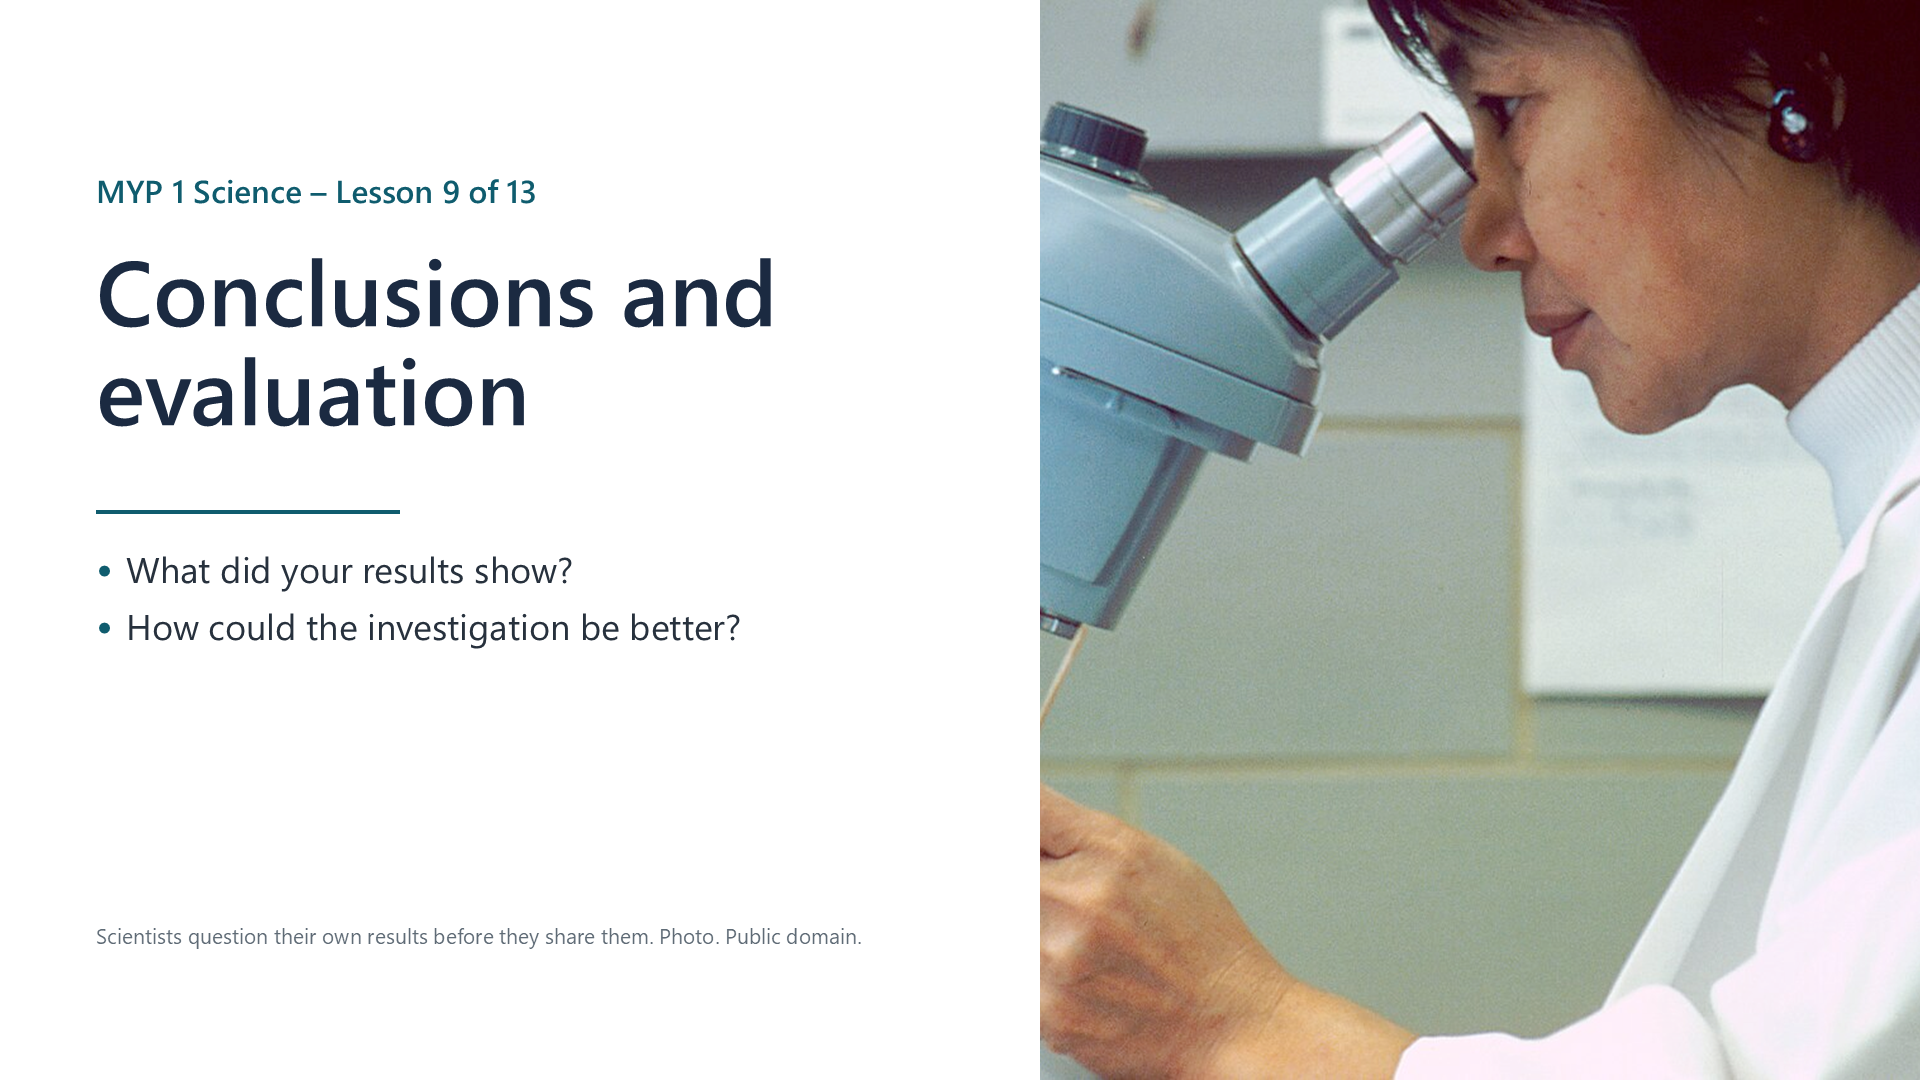 MYP 1 Science – Lesson 9 of 13
Conclusions and
evaluation
• What did your results show?
• How could the investigation be better?
Scientists question their own results before they share them. Photo. Public domain.